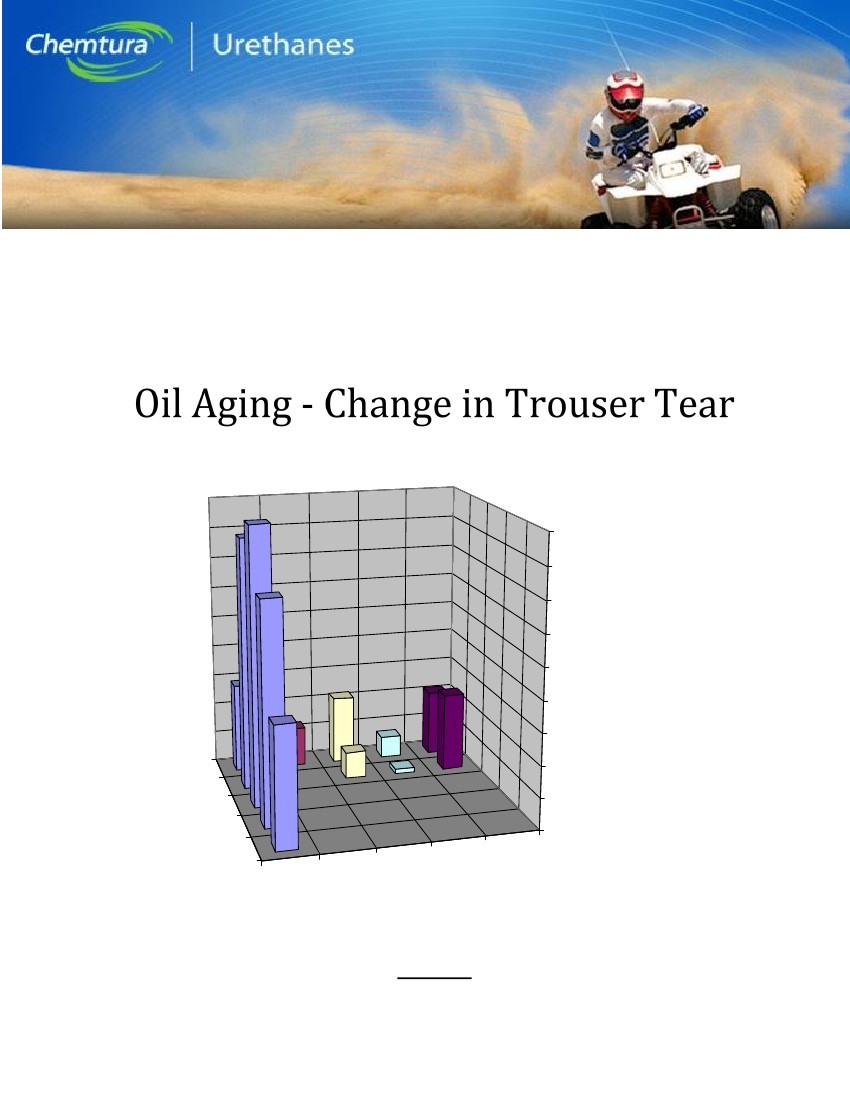 Chemtura | Urethanes
Oil Aging - Change in Trouser Tear